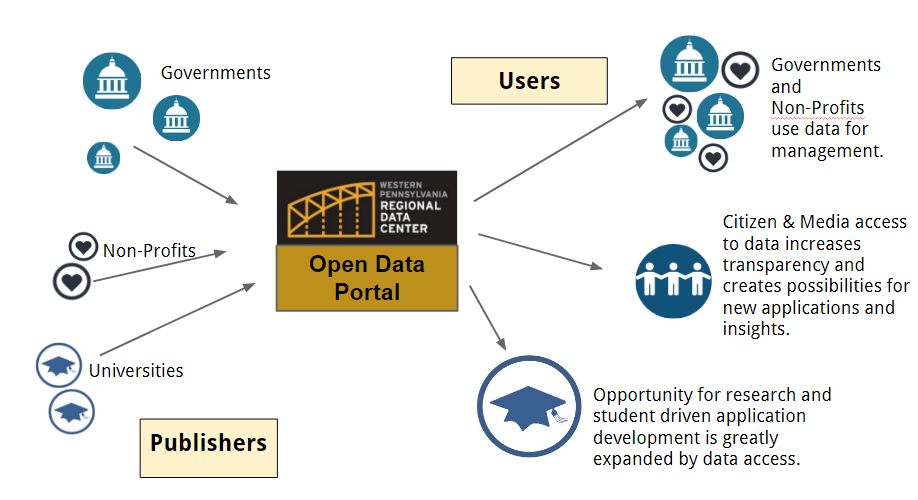 Governments
Users
Governments
and
Non-Profits
use data for
management.
WESTERN
PENNSYLVANIA
REGIONAL
DATA
CENTER
Open Data
Portal
Non-Profits
Citizen & Media access
to data increases
transparency and
creates possibilities for
new applications and
insights.
Universities
Publishers
Opportunity for research and
student driven application
development is greatly
expanded by data access.